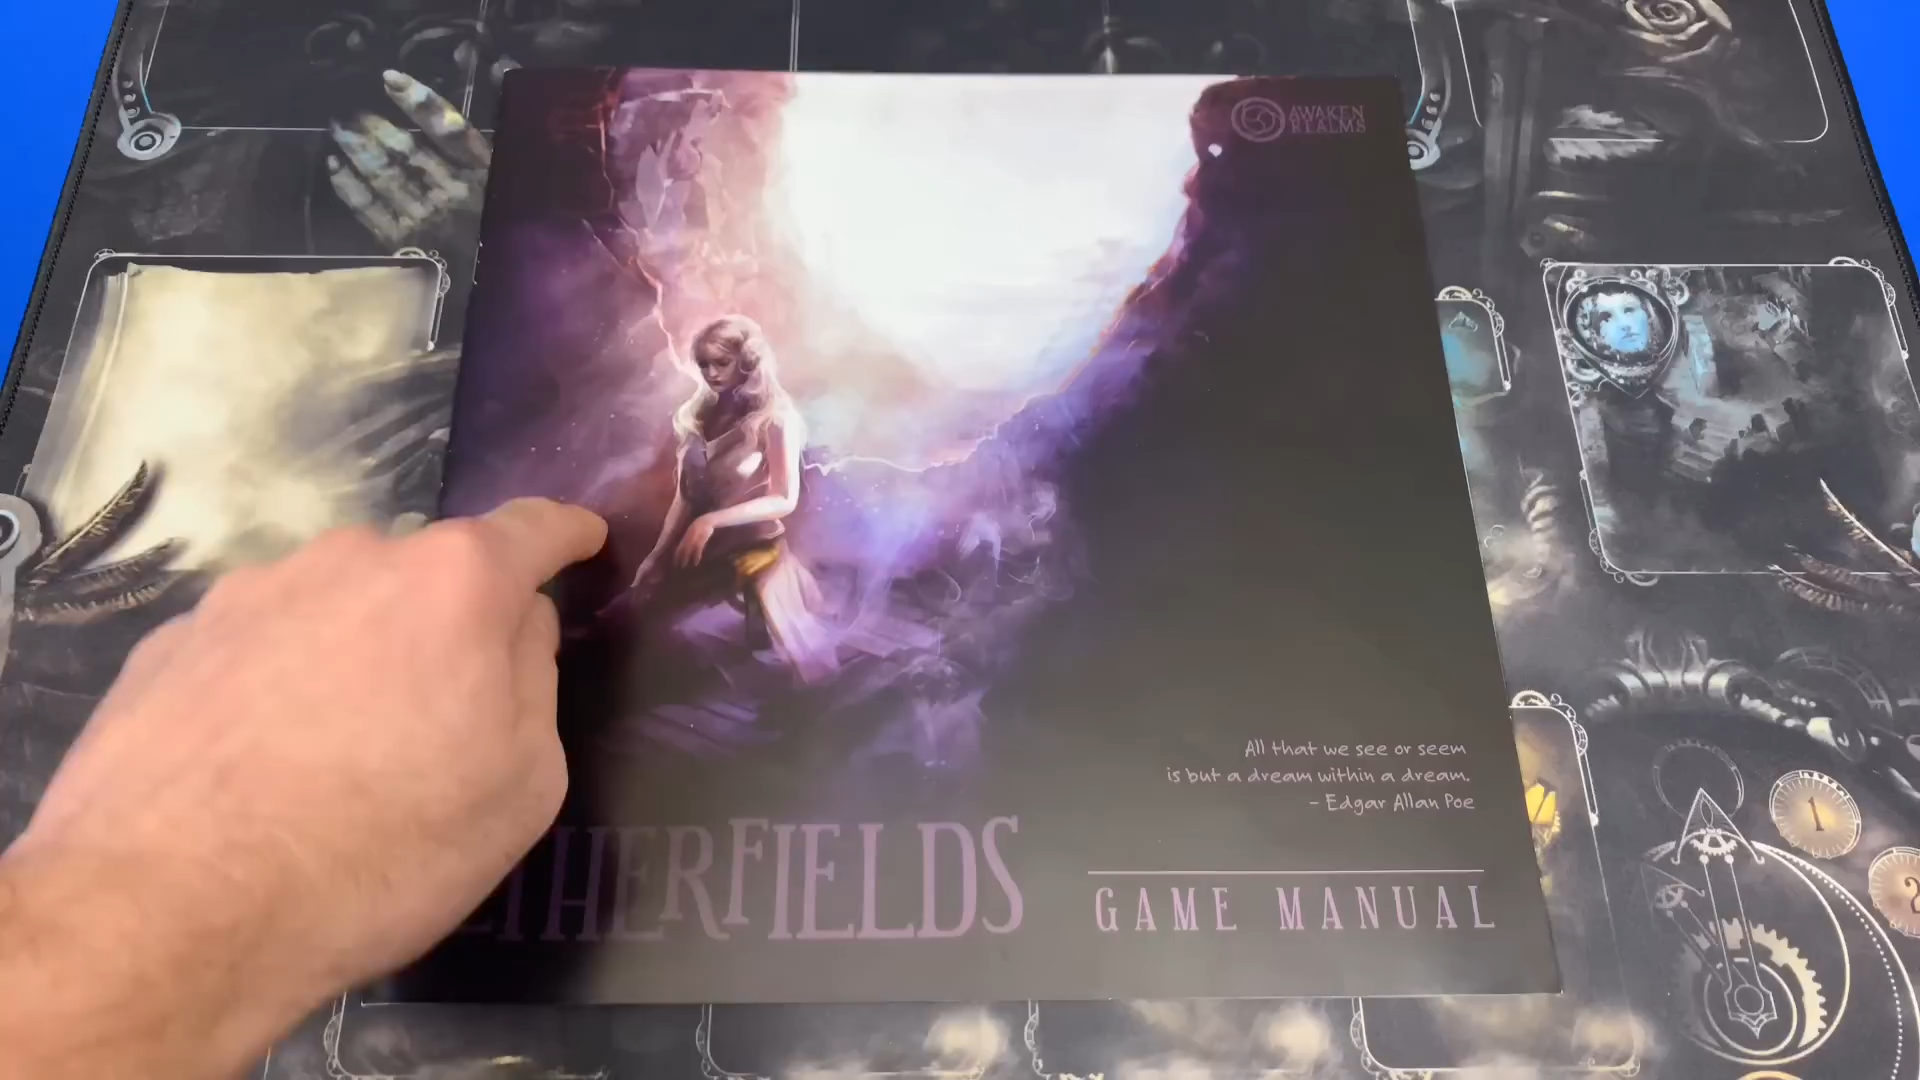 AWAKEN
REALMS
All that we see or seem
is but a dream within a dream.
- Edgar Allan Poe
GAME MANUAL
1
2